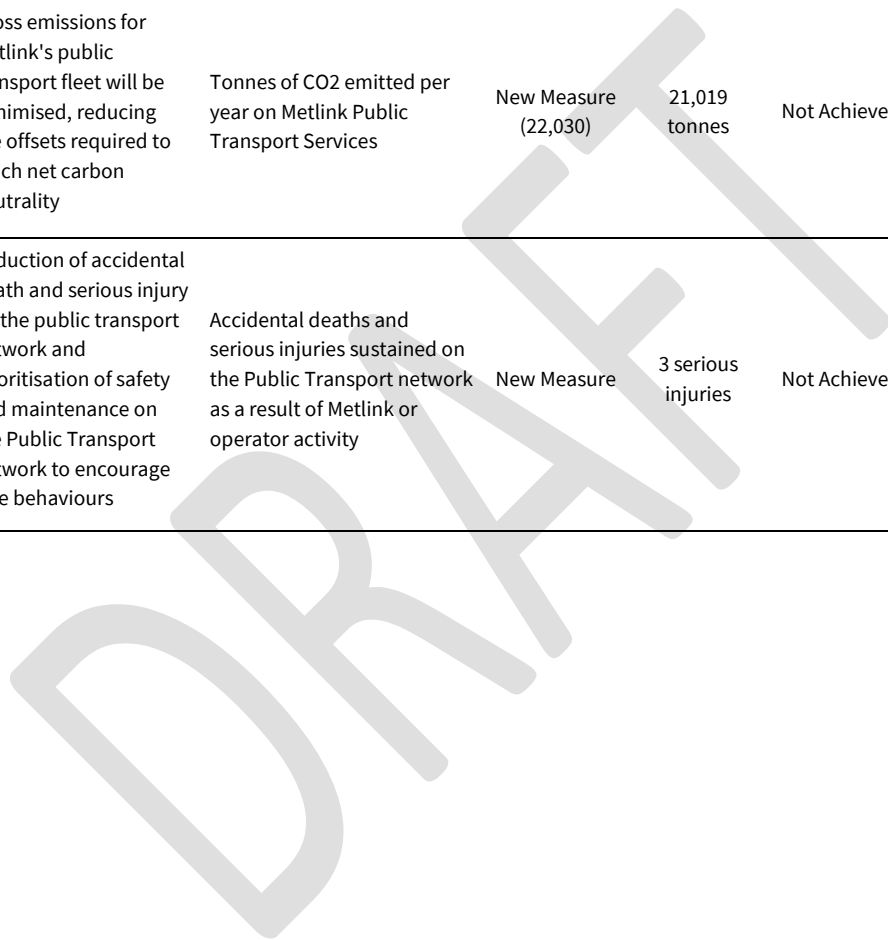 oss emissions for
tlink's public
nsport fleet will be
nimised, reducing
e offsets required to
ch net carbon
utrality
Tonnes of CO2 emitted per
year on Metlink Public
Transport Services
New Measure
(22,030)
21,019
tonnes
Not Achieve
duction of accidental
ath and serious injury
the public transport
twork and
oritisation of safety
d maintenance on
e Public Transport
twork to encourage
e behaviours
Accidental deaths and
serious injuries sustained on
the Public Transport network
as a result of Metlink or
operator activity
New Measure
3 serious
injuries
Not Achieve
DRAFT